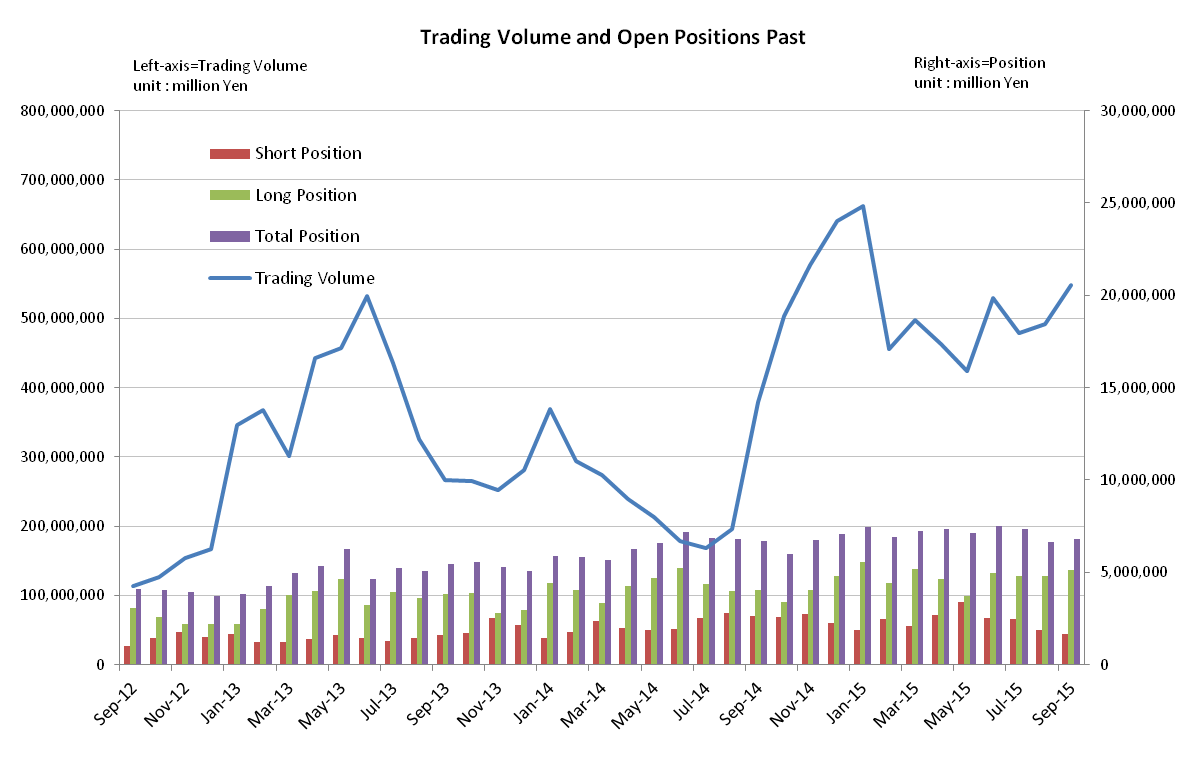 Trading Volume and Open Positions Past
Left-axis=Trading Volume
unit : million Yen
Right-axis=Position
unit : million Yen
800,000,000
700,000,000
600,000,000
500,000,000
400,000,000
300,000,000
200,000,000
100,000,000
0
Short Position
Long Position
Total Position
Trading Volume
30,000,000
25,000,000
20,000,000
15,000,000
10,000,000
5,000,000
0
Sep-12
Nov-12
Jan-13
Mar-13
May-13
Jul-13
Sep-13
Nov-13
Jan-14
Mar-14
May-14
Jul-14
Sep-14
Nov-14
Jan-15
Mar-15
May-15
Jul-15
Sep-15